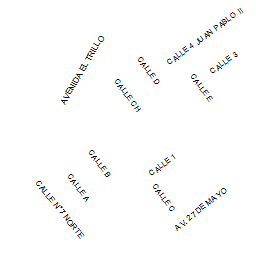 CALLE 4 JUAN PABLO II
AVENIDA EL TRILLO
CALLE 3
CALLE D
CALLE E
CALLE CH
CALLE 1
CALLE B
CALLE A
CALLE C
CALLE N°7 NORTE
AV. 27 DE MAYO